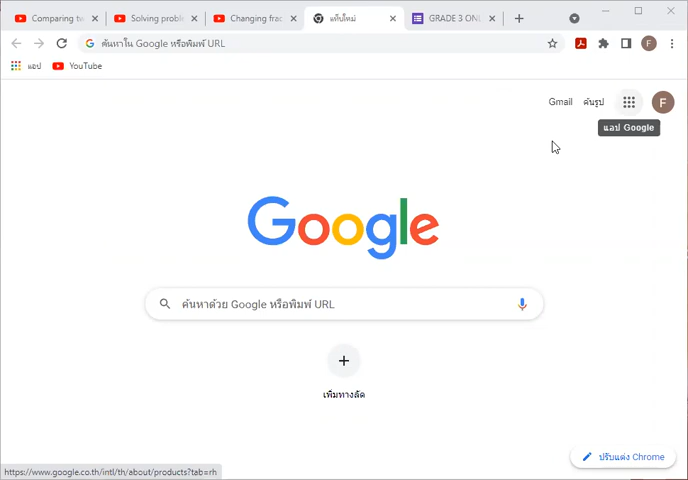 Comparing tw
Solving probl
Changing frac
แท็บใหม่
GRADE 3 ONL
ค้นหาใน Google หรือพิมพ์ URL
F
แอป
YouTube
Gmail
ค้นรูป
F
แอป Google
Google
ค้นหาด้วย Google หรือพิมพ์ URL
เพิ่มทางลัด
ปรับแต่ง Chrome
https://www.google.co.th/intl/th/about/products?tab=rh